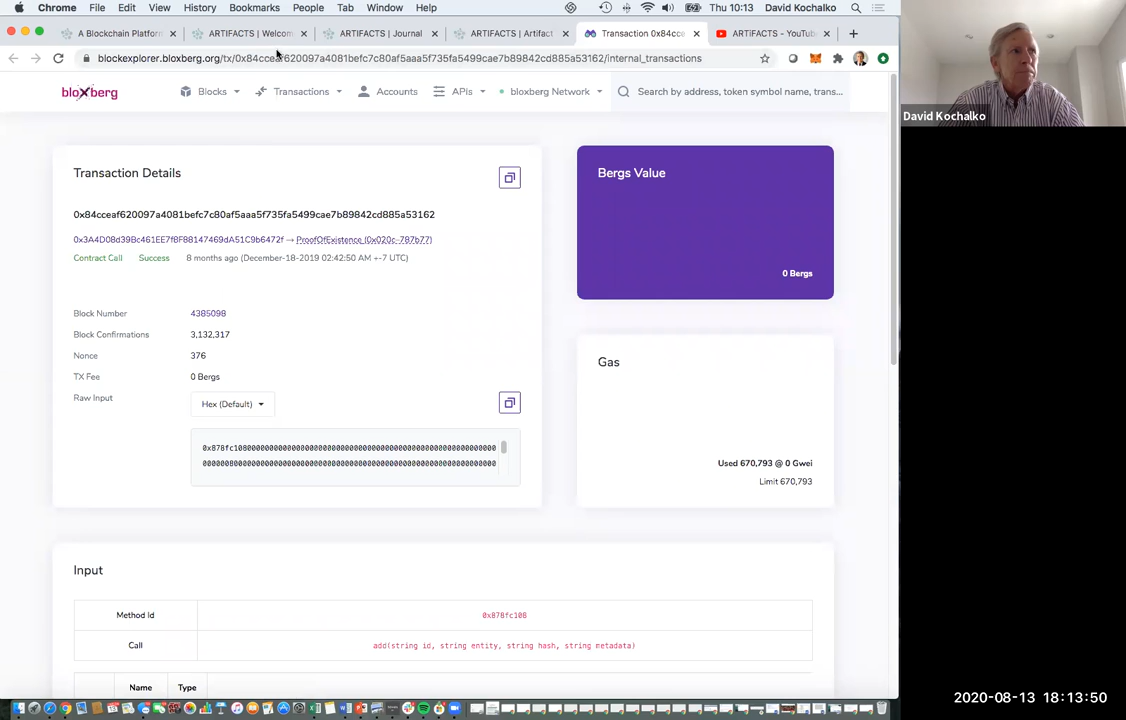 Chrome File Edit View History Bookmarks People Tab Window Help Thu 10:13 David Kochalko
A Blockchain Platform ARTiFACTS | Welcom ARTiFACTS | Journal ARTiFACTS | Artifact Transaction 0x84cce ARTiFACTS - YouTube
blockexplorer.bloxberg.org/tx/0x84cceaf620097a4081befc7c80af5aaa5f735fa5499cae7b89842cd885a53162/internal_transactions
bloxberg Blocks Transactions Accounts APIs bloxberg Network Search by address, token symbol name, trans...
David Kochalko
Transaction Details
Bergs Value
0x84cceaf620097a4081befc7c80af5aaa5f735fa5499cae7b89842cd885a53162
0x3A4D08d39Bc461EE7f8F88147469dA51C9b6472f → ProofOfExistence (0x020c-787b77)
Contract Call Success 8 months ago (December-18-2019 02:42:50 AM +-7 UTC)
0 Bergs
Block Number 4385098
Block Confirmations 3,132,317
Nonce 376
TX Fee 0 Bergs
Raw Input Hex (Default)
Gas
Used 670,793 @ 0 Gwei
Limit 670,793
Input
Method Id 0x878fc108
Call add(string id, string entity, string hash, string metadata)
Name Type
2020-08-13 18:13:50